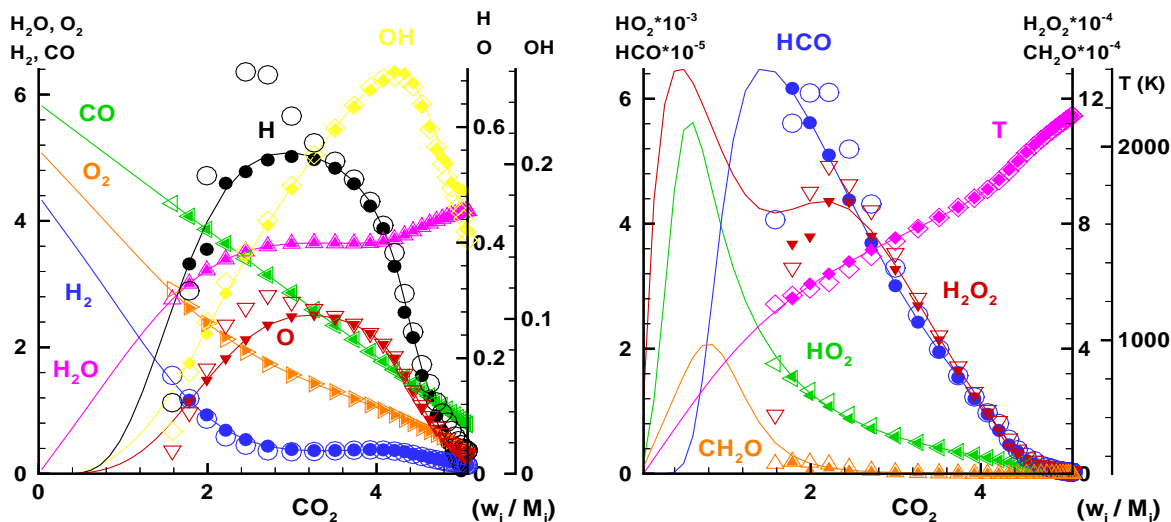 H₂O, O₂
H₂, CO
H
O OH
HO₂*10⁻³
HCO*10⁻⁵
H₂O₂*10⁻⁴
CH₂O*10⁻⁴
T (K)
6
4
2
0
0.6
0.4
0.2
0
0.2
0.1
0
CO
O₂
H₂
H₂O
H
OH
O
0 2 4
CO₂ (wᵢ / Mᵢ)
6
4
2
0
12
8
4
0
2000
1000
HCO
T
H₂O₂
HO₂
CH₂O
0 2 4
CO₂ (wᵢ / Mᵢ)